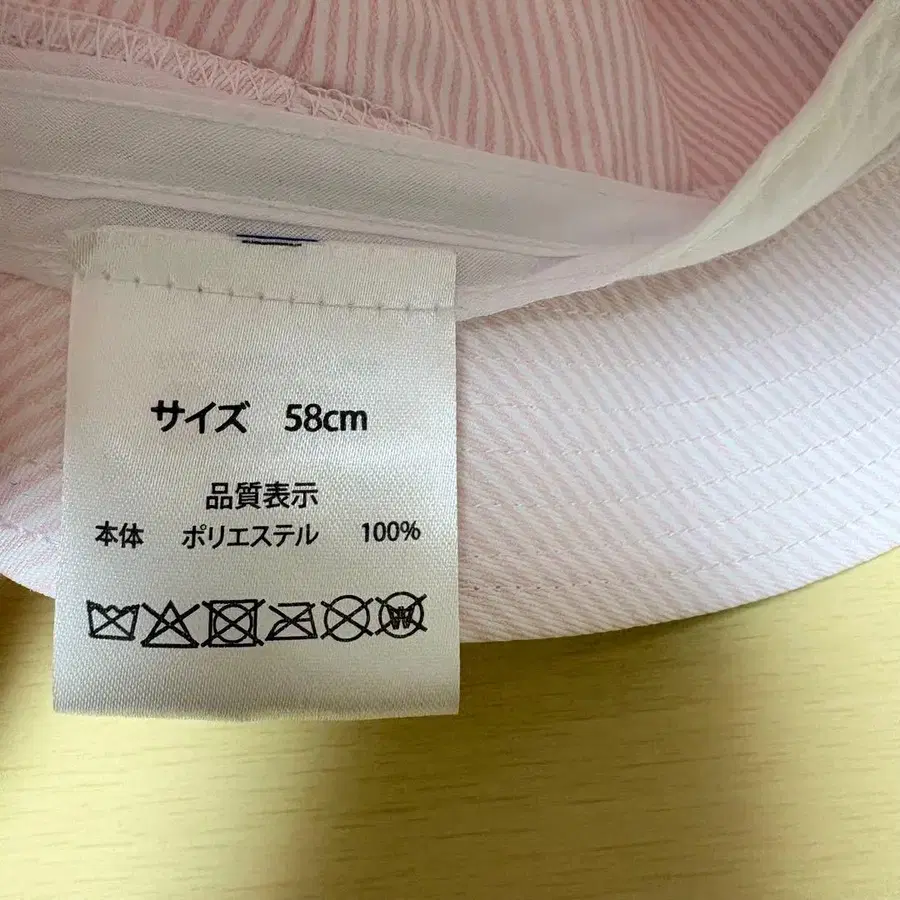 サイズ 58cm
品質表示
本体 ポリエステル 100%